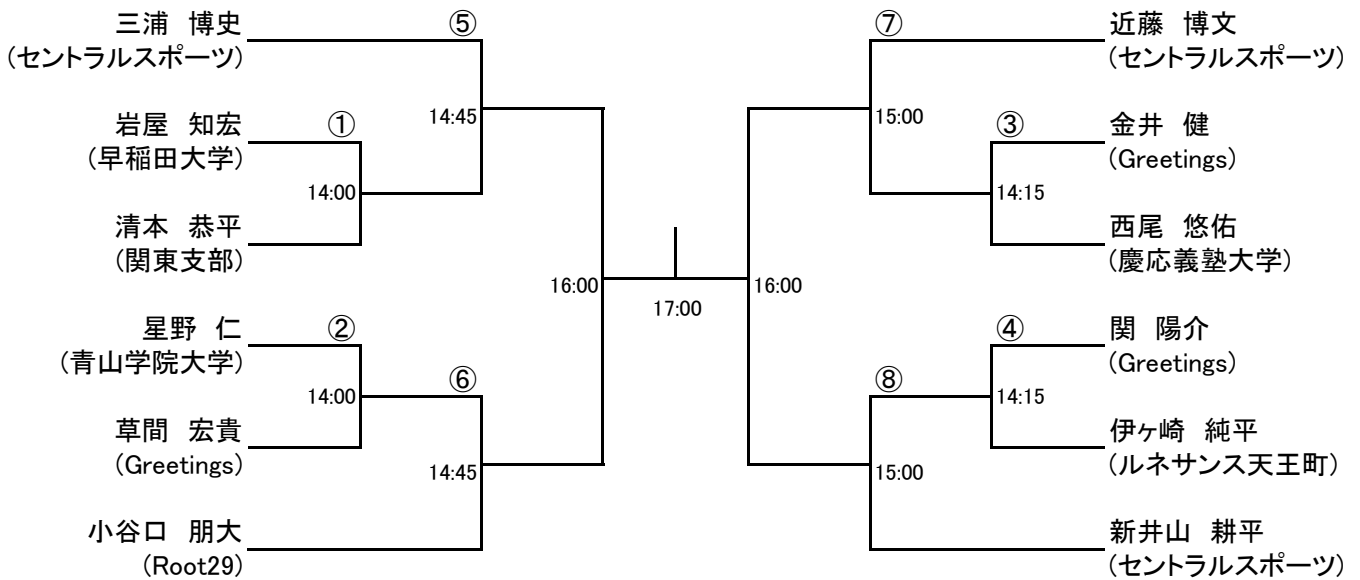 三浦　博史
(セントラルスポーツ)
⑤
14:45
岩屋　知宏
(早稲田大学)
①
14:00
清本　恭平
(関東支部)
16:00
星野　仁
(青山学院大学)
②
14:00
草間　宏貴
(Greetings)
⑥
14:45
小谷口　朋大
(Root29)
17:00
⑦
近藤　博文
(セントラルスポーツ)
15:00
③
金井　健
(Greetings)
14:15
西尾　悠佑
(慶応義塾大学)
16:00
④
関　陽介
(Greetings)
14:15
⑧
伊ヶ崎　純平
(ルネサンス天王町)
15:00
新井山　耕平
(セントラルスポーツ)